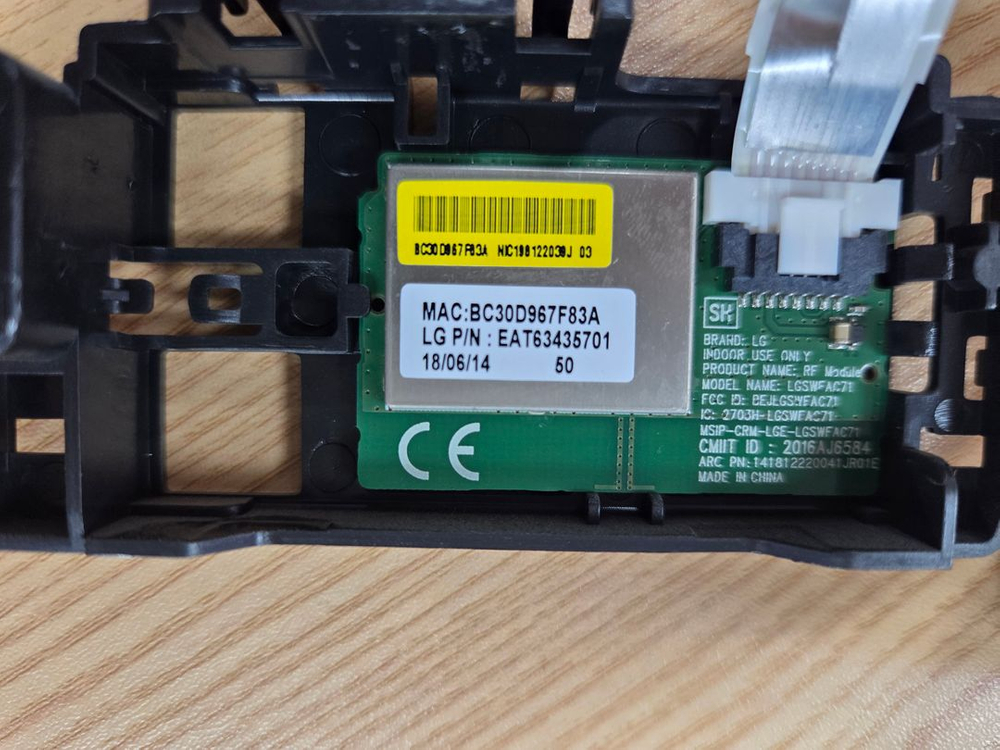 BC30D967F83A NIC198122039J 03
MAC:BC30D967F83A
LG P/N : EAT63435701
18/06/14 50
CE
SH
BRAND: LG
INDOOR USE ONLY
PRODUCT NAME: RF Module
MODEL NAME: LGSWFAC71
FCC ID: BEJLGSWFAC71
IC: 2703H-LGSWFAC71
MSIP-CRM-LGE-LGSWFAC71
CMIIT ID : 2016AJ6584
ARC PN:141812220041JR01E
MADE IN CHINA